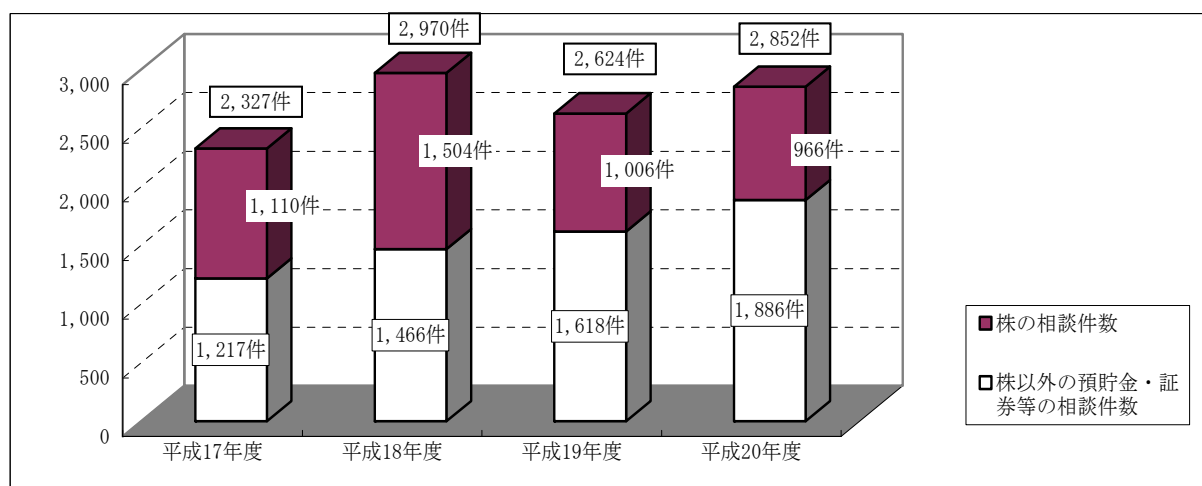 2,970件
2,852件
2,624件
2,327件
3,000
2,500
2,000
1,500
1,000
500
0
1,504件
966件
1,006件
1,110件
1,886件
1,618件
1,466件
1,217件
株の相談件数
株以外の預貯金・証
券等の相談件数
平成17年度
平成18年度
平成19年度
平成20年度